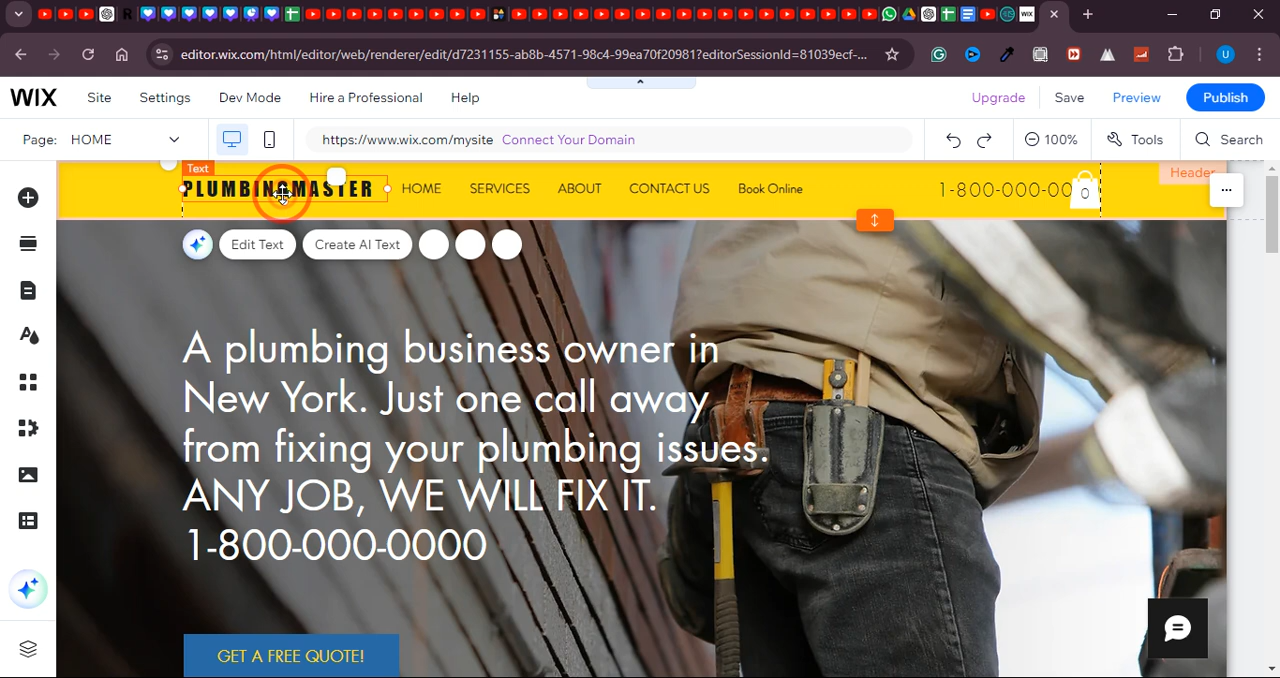 editor.wix.com/html/editor/web/renderer/edit/d7231155-ab8b-4571-98c4-99ea70f20981?editorSessionId=81039ecf-...
WIX Site Settings Dev Mode Hire a Professional Help Upgrade Save Preview Publish
Page: HOME https://www.wix.com/mysite Connect Your Domain 100% Tools Search
Text
Header
PLUMBING MASTER HOME SERVICES ABOUT CONTACT US Book Online 1-800-000-00 0
Edit Text Create AI Text
A plumbing business owner in
New York. Just one call away
from fixing your plumbing issues.
ANY JOB, WE WILL FIX IT.
1-800-000-0000
GET A FREE QUOTE!